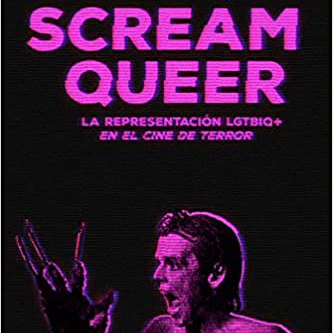 SCREAM
QUEER
LA REPRESENTACIÓN LGTBIQ+
EN EL CINE DE TERROR